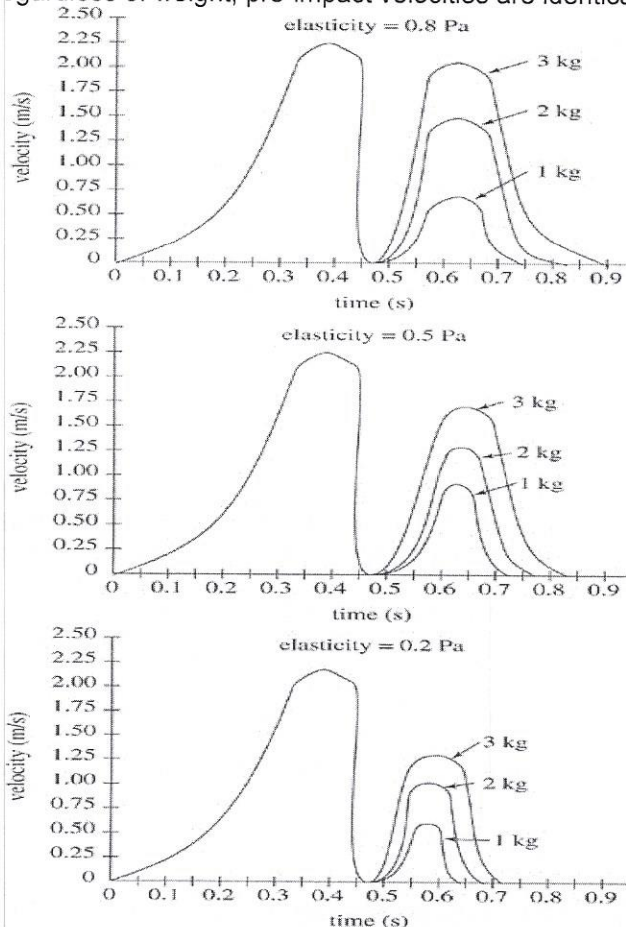 regardless of weight, pre-impact velocities are identica
elasticity = 0.8 Pa
2.50
2.25
2.00
1.75
1.50
1.25
1.00
0.75
0.50
0.25
0
velocity (m/s)
3 kg
2 kg
1 kg
0 0.1 0.2 0.3 0.4 0.5 0.6 0.7 0.8 0.9
time (s)
elasticity = 0.5 Pa
2.50
2.25
2.00
1.75
1.50
1.25
1.00
0.75
0.50
0.25
0
velocity (m/s)
3 kg
2 kg
1 kg
0 0.1 0.2 0.3 0.4 0.5 0.6 0.7 0.8 0.9
time (s)
elasticity = 0.2 Pa
2.50
2.25
2.00
1.75
1.50
1.25
1.00
0.75
0.50
0.25
0
velocity (m/s)
3 kg
2 kg
1 kg
0 0.1 0.2 0.3 0.4 0.5 0.6 0.7 0.8 0.9
time (s)